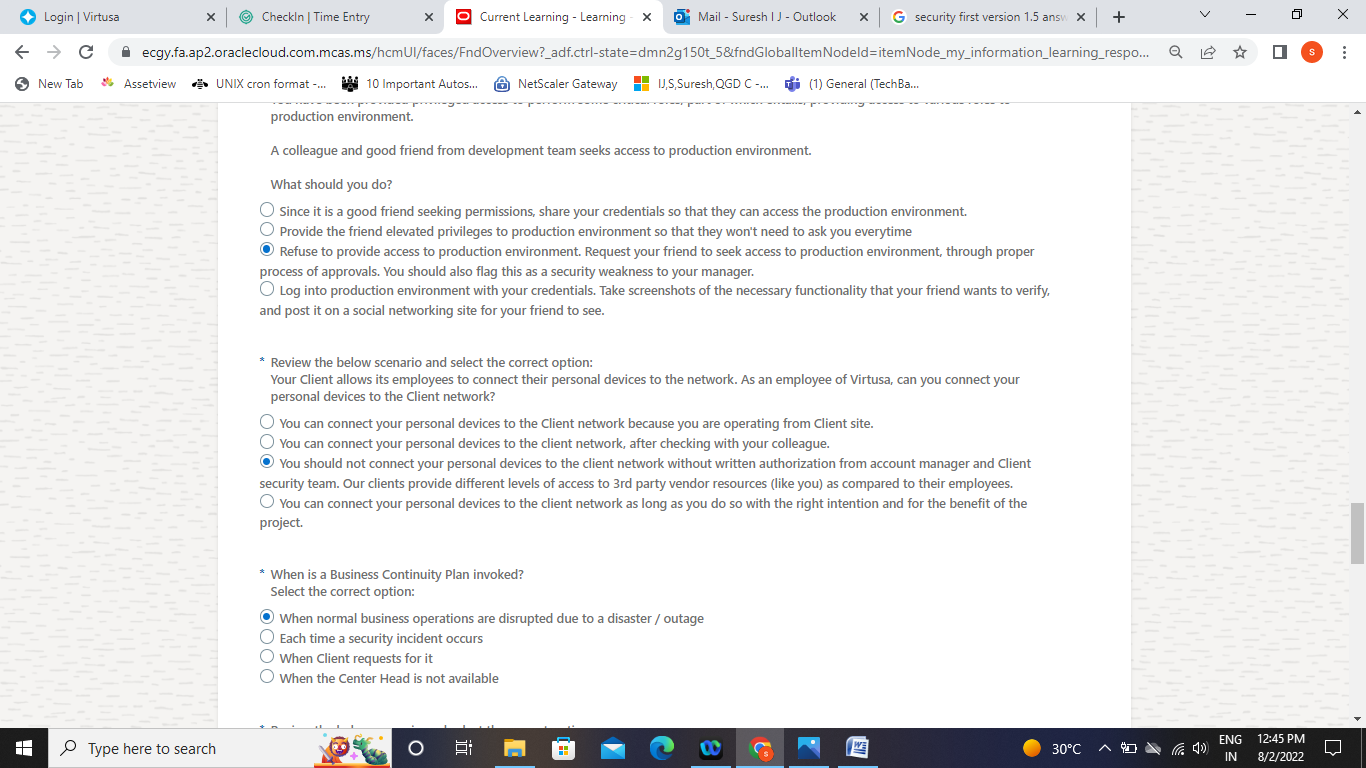 Login | Virtusa
CheckIn | Time Entry
Current Learning - Learning
Mail - Suresh I J - Outlook
security first version 1.5 answ
ecgy.fa.ap2.oraclecloud.com.mcas.ms/hcmUI/faces/FndOverview?_adf.ctrl-state=dmn2g150t_5&fndGlobalItemNodeId=itemNode_my_information_learning_respo...
S
New Tab
Assetview
UNIX cron format -...
10 Important Autos...
NetScaler Gateway
IJ,S,Suresh,QGD C -...
(1) General (TechBa...
production environment.
A colleague and good friend from development team seeks access to production environment.
What should you do?
Since it is a good friend seeking permissions, share your credentials so that they can access the production environment.
Provide the friend elevated privileges to production environment so that they won't need to ask you everytime
Refuse to provide access to production environment. Request your friend to seek access to production environment, through proper
process of approvals. You should also flag this as a security weakness to your manager.
Log into production environment with your credentials. Take screenshots of the necessary functionality that your friend wants to verify,
and post it on a social networking site for your friend to see.
* Review the below scenario and select the correct option:
Your Client allows its employees to connect their personal devices to the network. As an employee of Virtusa, can you connect your
personal devices to the Client network?
You can connect your personal devices to the Client network because you are operating from Client site.
You can connect your personal devices to the client network, after checking with your colleague.
You should not connect your personal devices to the client network without written authorization from account manager and Client
security team. Our clients provide different levels of access to 3rd party vendor resources (like you) as compared to their employees.
You can connect your personal devices to the client network as long as you do so with the right intention and for the benefit of the
project.
* When is a Business Continuity Plan invoked?
Select the correct option:
When normal business operations are disrupted due to a disaster / outage
Each time a security incident occurs
When Client requests for it
When the Center Head is not available
Type here to search
30°C
ENG
IN
12:45 PM
8/2/2022